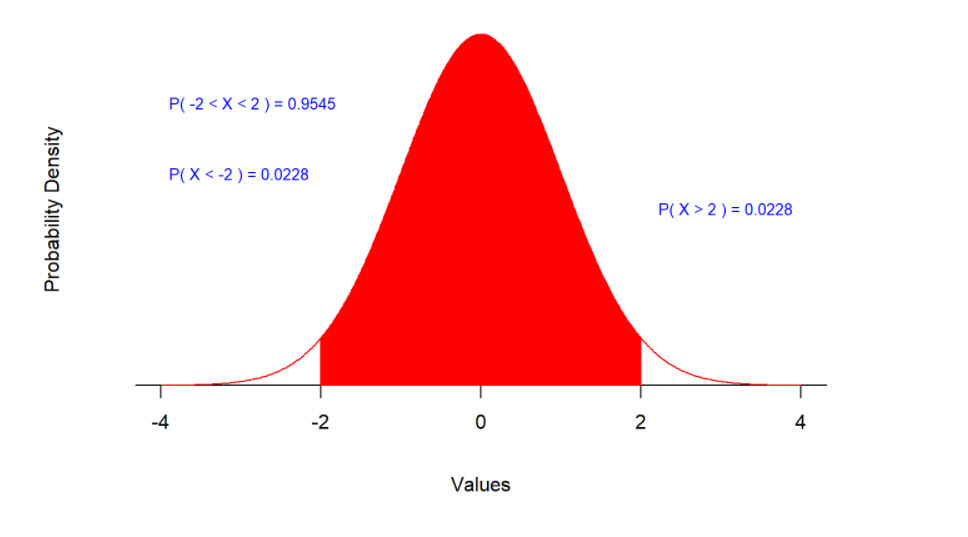 P( -2 < X < 2 ) = 0.9545
P( X < -2 ) = 0.0228
P( X > 2 ) = 0.0228
Probability Density
-4 -2 0 2 4
Values